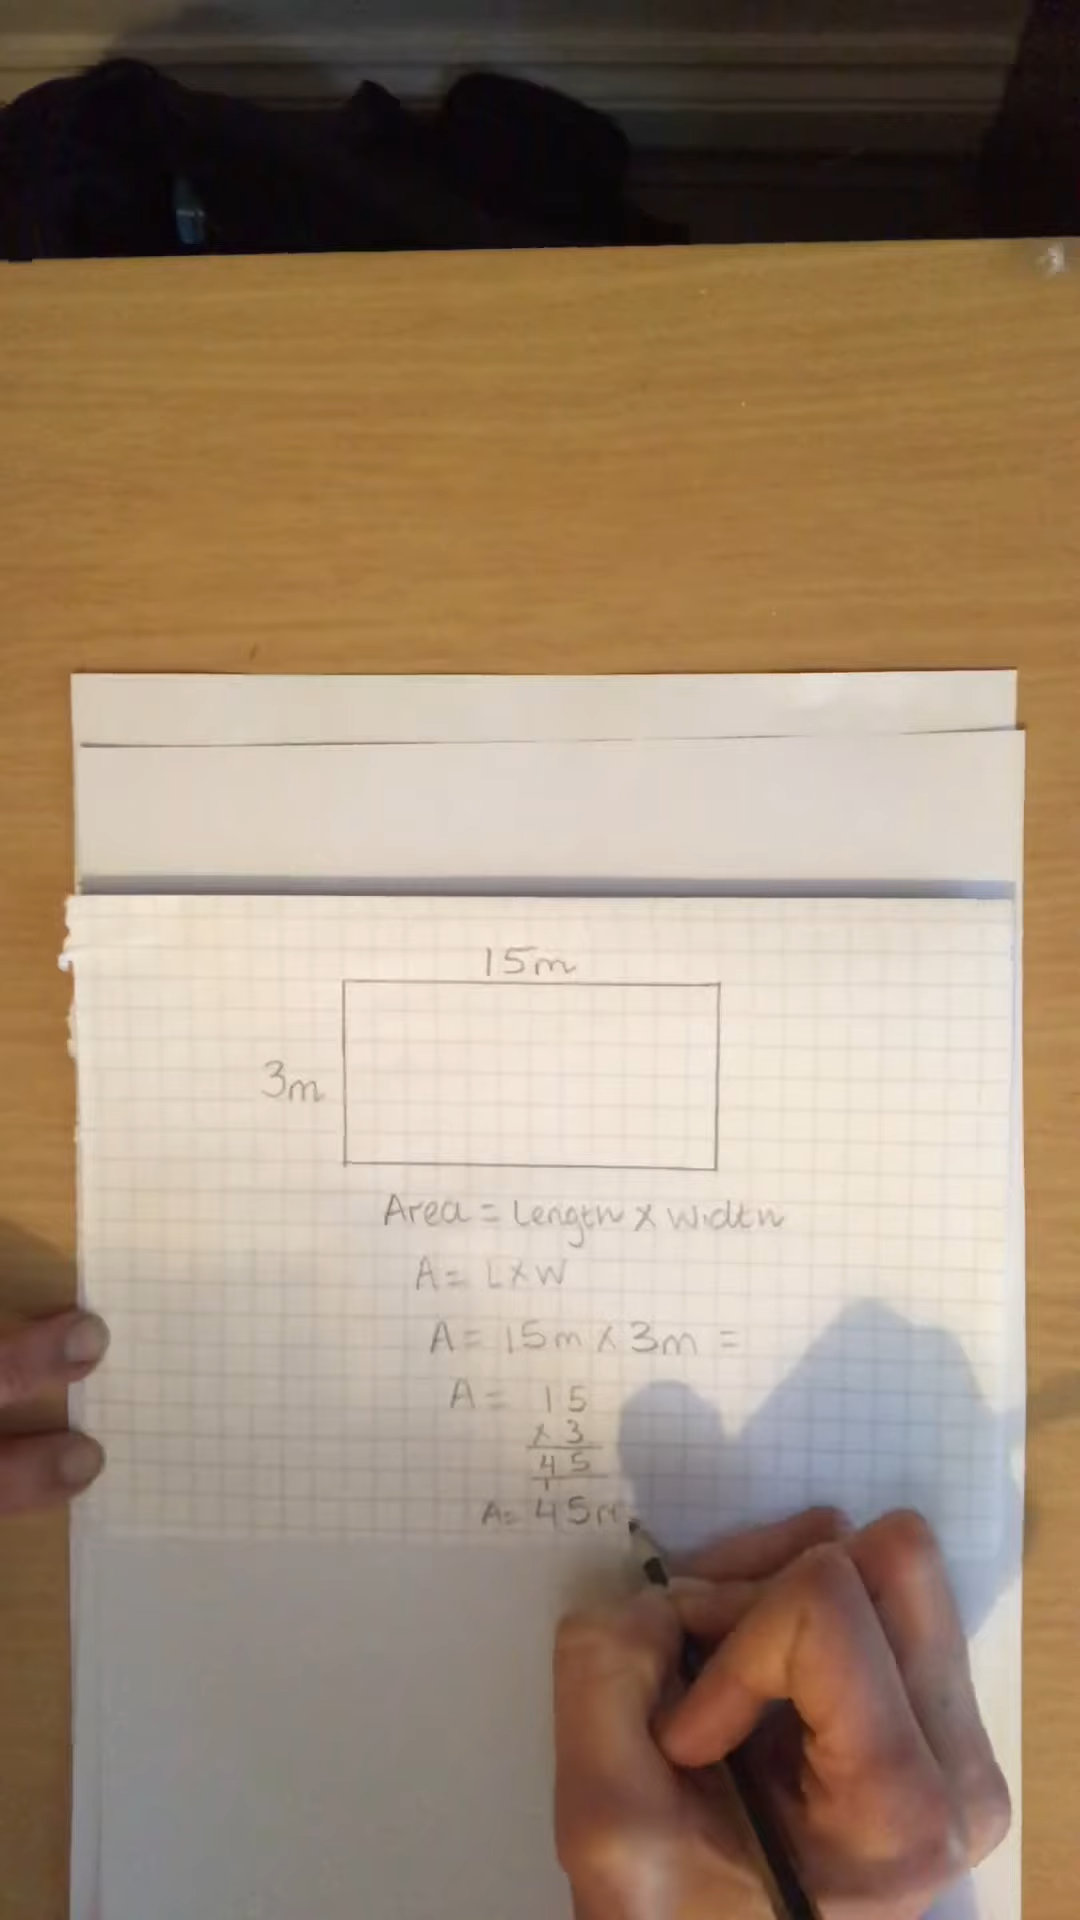 15m
3m
Area = Length x Width
A = L x W
A = 15m x 3m =
A = 15
x 3
45
1
A = 45m